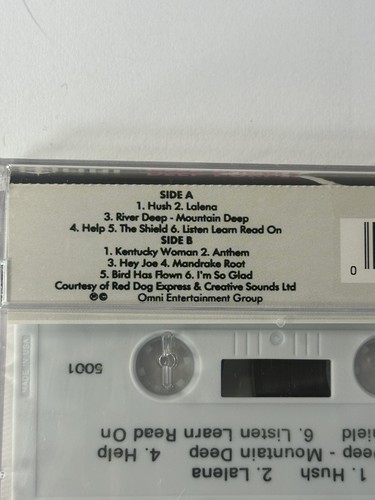 SIDE A
1. Hush 2. Lalena
3. River Deep - Mountain Deep
4. Help 5. The Shield 6. Listen Learn Read On
SIDE B
1. Kentucky Woman 2. Anthem
3. Hey Joe 4. Mandrake Root
5. Bird Has Flown 6. I'm So Glad
Courtesy of Red Dog Express & Creative Sounds Ltd
℗© Omni Entertainment Group
0
5001
1. Hush 2. Lalena
eep - Mountain Deep 4. Help
hield 6. Listen Learn Read On